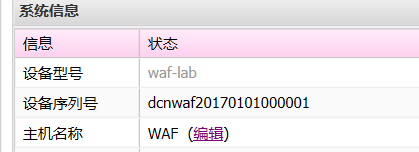 系统信息
信息 状态
设备型号 waf-lab
设备序列号 dcnwaf20170101000001
主机名称 WAF（编辑）